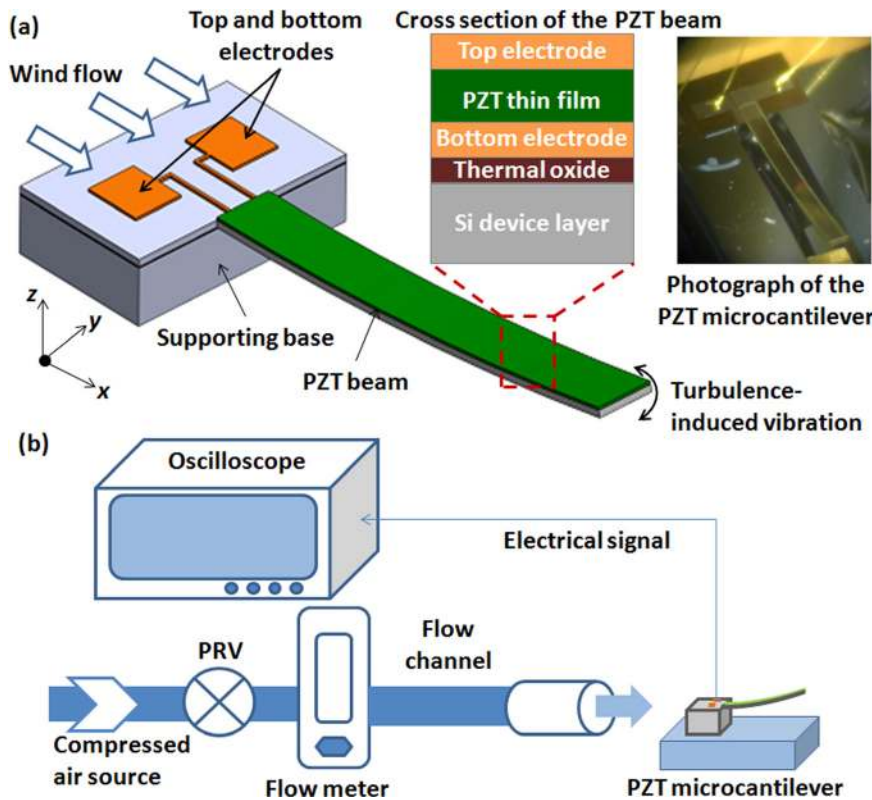 (a)
Top and bottom
electrodes
Cross section of the PZT beam
Wind flow
Top electrode
PZT thin film
Bottom electrode
Thermal oxide
Si device layer
Photograph of the
PZT microcantilever
z
y
x
Supporting base
PZT beam
Turbulence-
induced vibration
(b)
Oscilloscope
Electrical signal
PRV
Flow
channel
Compressed
air source
Flow meter
PZT microcantilever